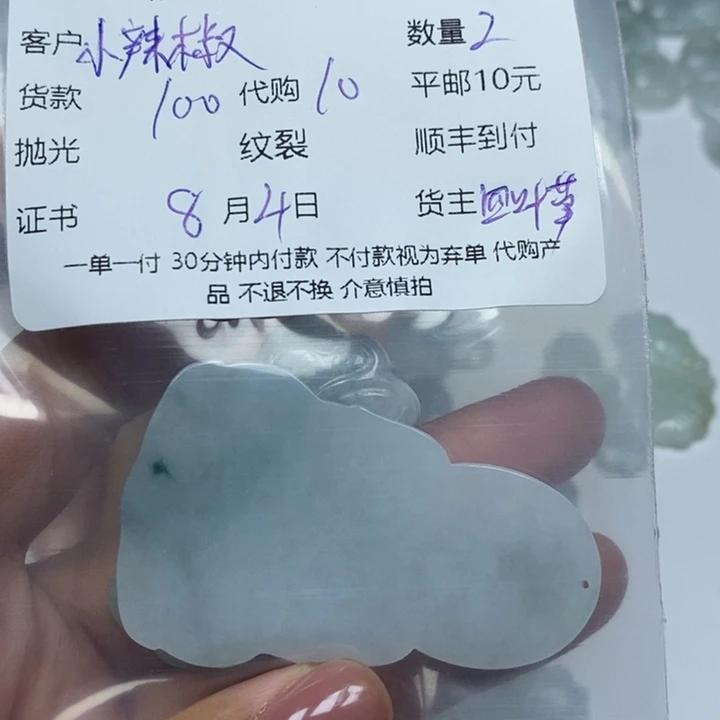 客户 小辣椒 数量 2
货款 100 代购 10 平邮10元
抛光 纹裂 顺丰到付
证书 8月4日 货主
一单一付 30分钟内付款 不付款视为弃单 代购产
品 不退不换 介意慎拍